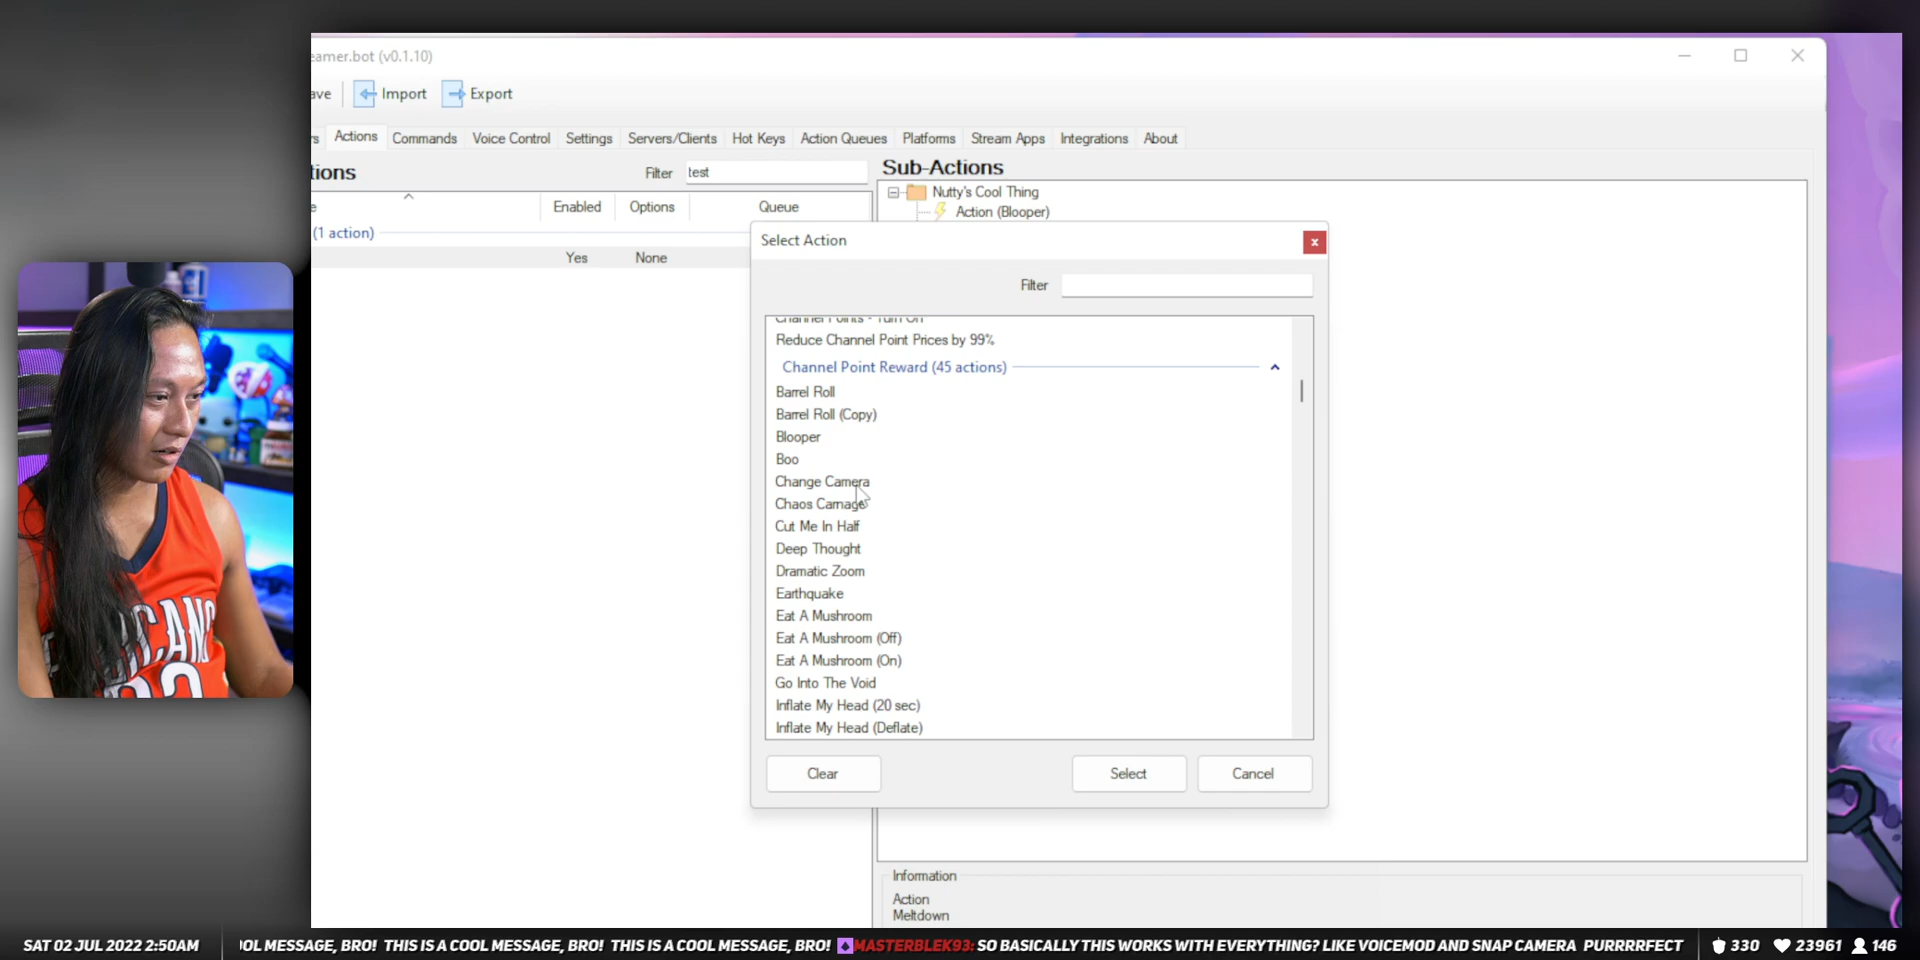 eamer.bot (v0.1.10)
ave Import Export
rs Actions Commands Voice Control Settings Servers/Clients Hot Keys Action Queues Platforms Stream Apps Integrations About
tions Filter test
e Enabled Options Queue
(1 action)
Yes None
Sub-Actions
Nutty's Cool Thing
Action (Blooper)
Select Action
x
Filter
Channel Points - Turn On
Reduce Channel Point Prices by 99%
Channel Point Reward (45 actions)
Barrel Roll
Barrel Roll (Copy)
Blooper
Boo
Change Camera
Chaos Carnage
Cut Me In Half
Deep Thought
Dramatic Zoom
Earthquake
Eat A Mushroom
Eat A Mushroom (Off)
Eat A Mushroom (On)
Go Into The Void
Inflate My Head (20 sec)
Inflate My Head (Deflate)
Clear Select Cancel
Information
Action
Meltdown
SAT 02 JUL 2022 2:50AM OOL MESSAGE, BRO! THIS IS A COOL MESSAGE, BRO! THIS IS A COOL MESSAGE, BRO! MASTERBLEK93: SO BASICALLY THIS WORKS WITH EVERYTHING? LIKE VOICEMOD AND SNAP CAMERA PURRRRFECT 330 23961 146